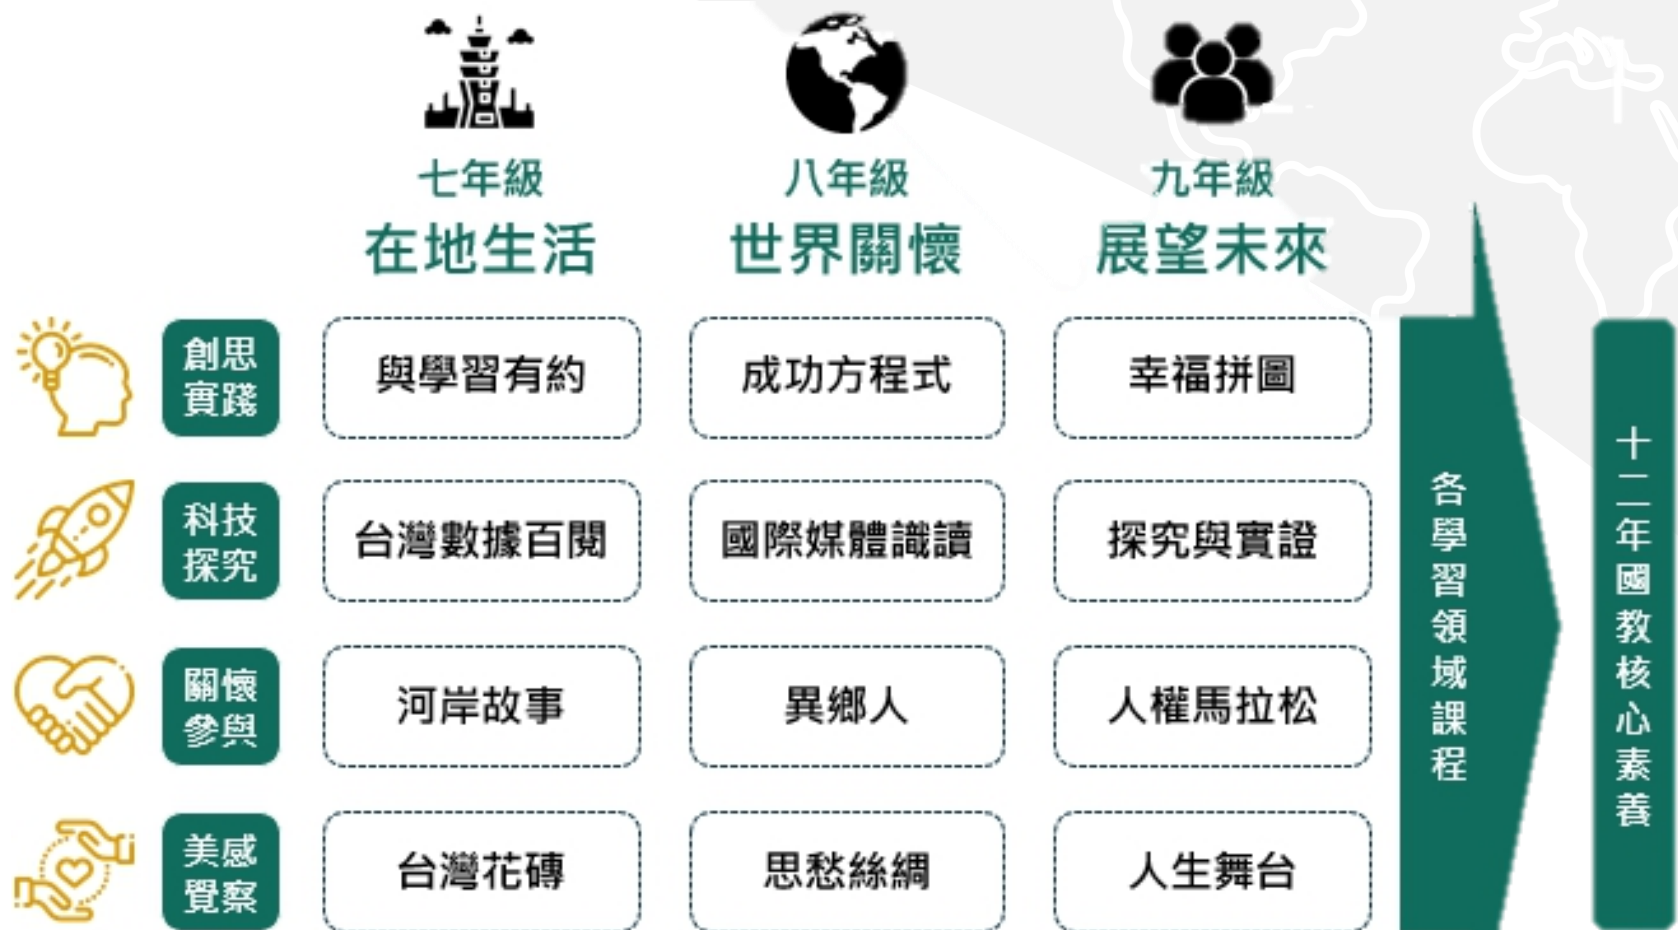 七年級
八年級
九年級
在地生活
世界關懷
展望未來
創思
實踐
與學習有約
成功方程式
幸福拼圖
科技
探究
台灣數據百閱
國際媒體識讀
探究與實證
關懷
參與
河岸故事
異鄉人
人權馬拉松
美感
覺察
台灣花磚
思愁絲綢
人生舞台
各學習領域課程
十二年國教核心素養